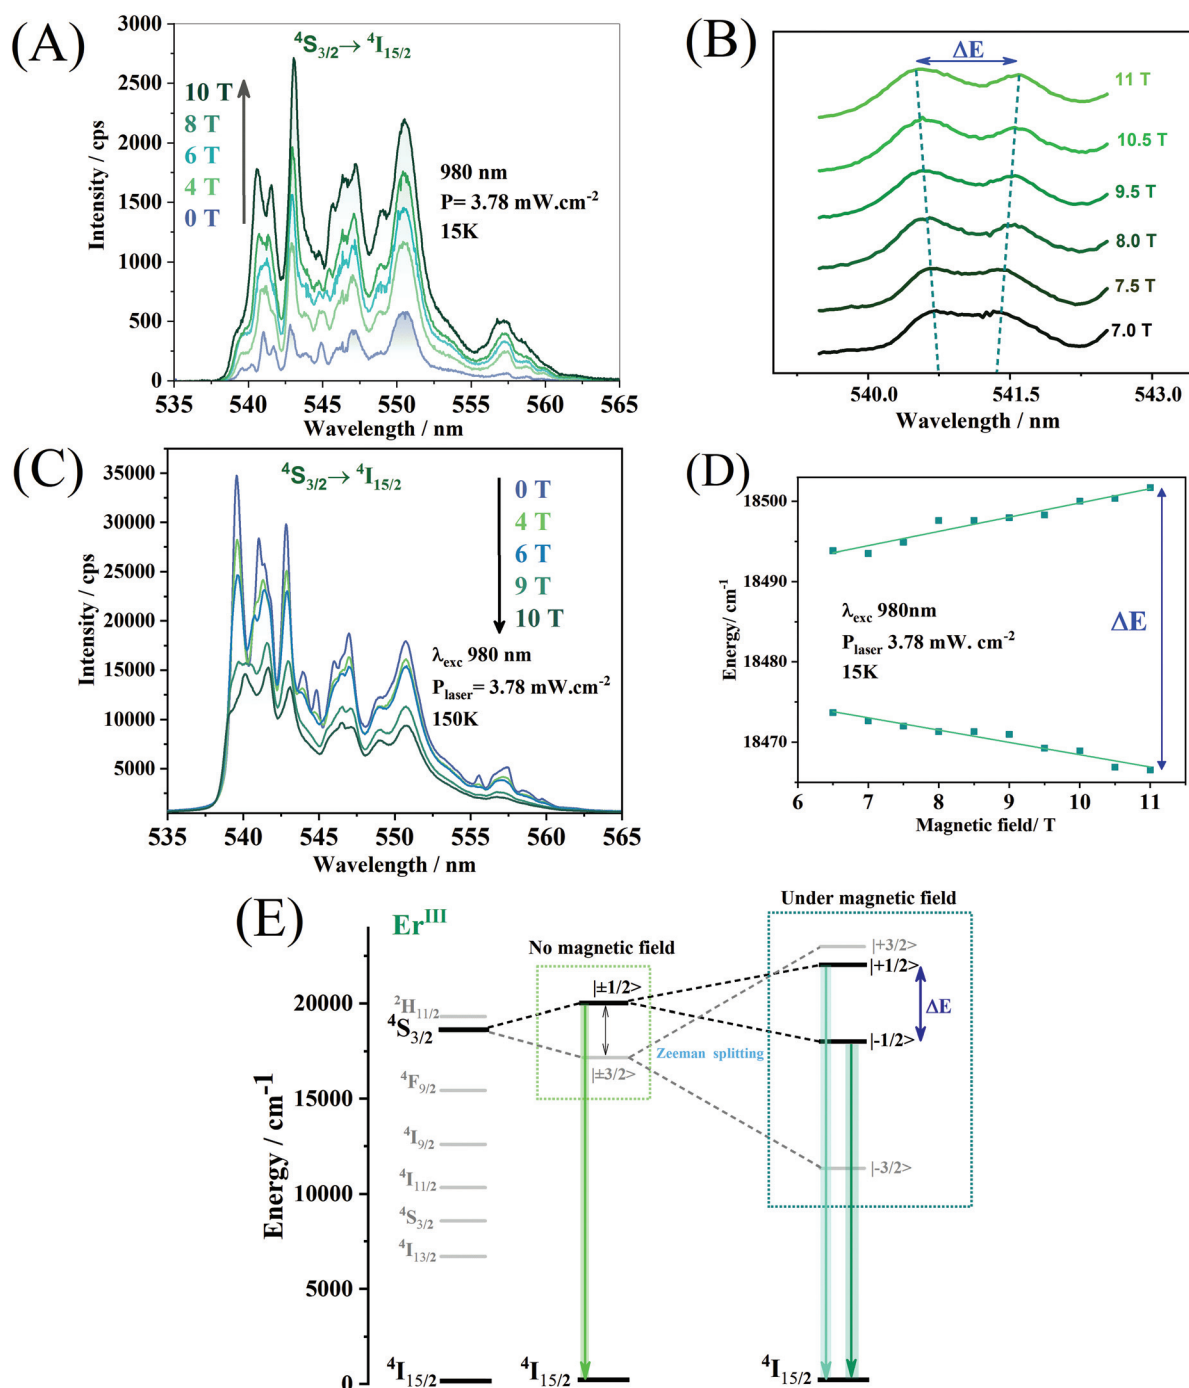 (A)
3000
2500
2000
1500
1000
500
0
Intensity / cps
⁴S₃/₂→ ⁴I₁₅/₂
10 T
8 T
6 T
4 T
0 T
980 nm
P= 3.78 mW.cm⁻²
15K
535 540 545 550 555 560 565
Wavelength / nm
(B)
ΔE
11 T
10.5 T
9.5 T
8.0 T
7.5 T
7.0 T
540.0 541.5 543.0
Wavelength / nm
(C)
35000
30000
25000
20000
15000
10000
5000
Intensity / cps
⁴S₃/₂→ ⁴I₁₅/₂
0 T
4 T
6 T
9 T
10 T
λexc 980 nm
Plaser= 3.78 mW.cm⁻²
150K
535 540 545 550 555 560 565
Wavelength / nm
(D)
18500
18490
18480
18470
Energy/ cm⁻¹
λexc 980nm
Plaser 3.78 mW. cm⁻²
15K
ΔE
6 7 8 9 10 11
Magnetic field/ T
(E)
Er^III
Energy / cm⁻¹
20000
15000
10000
5000
0
²H₁₁/₂
⁴S₃/₂
⁴F₉/₂
⁴I₉/₂
⁴I₁₁/₂
⁴S₃/₂
⁴I₁₃/₂
⁴I₁₅/₂
No magnetic field
|±1/2>
|±3/2>
⁴I₁₅/₂
Zeeman splitting
Under magnetic field
|+3/2>
|+1/2>
ΔE
|-1/2>
|-3/2>
⁴I₁₅/₂